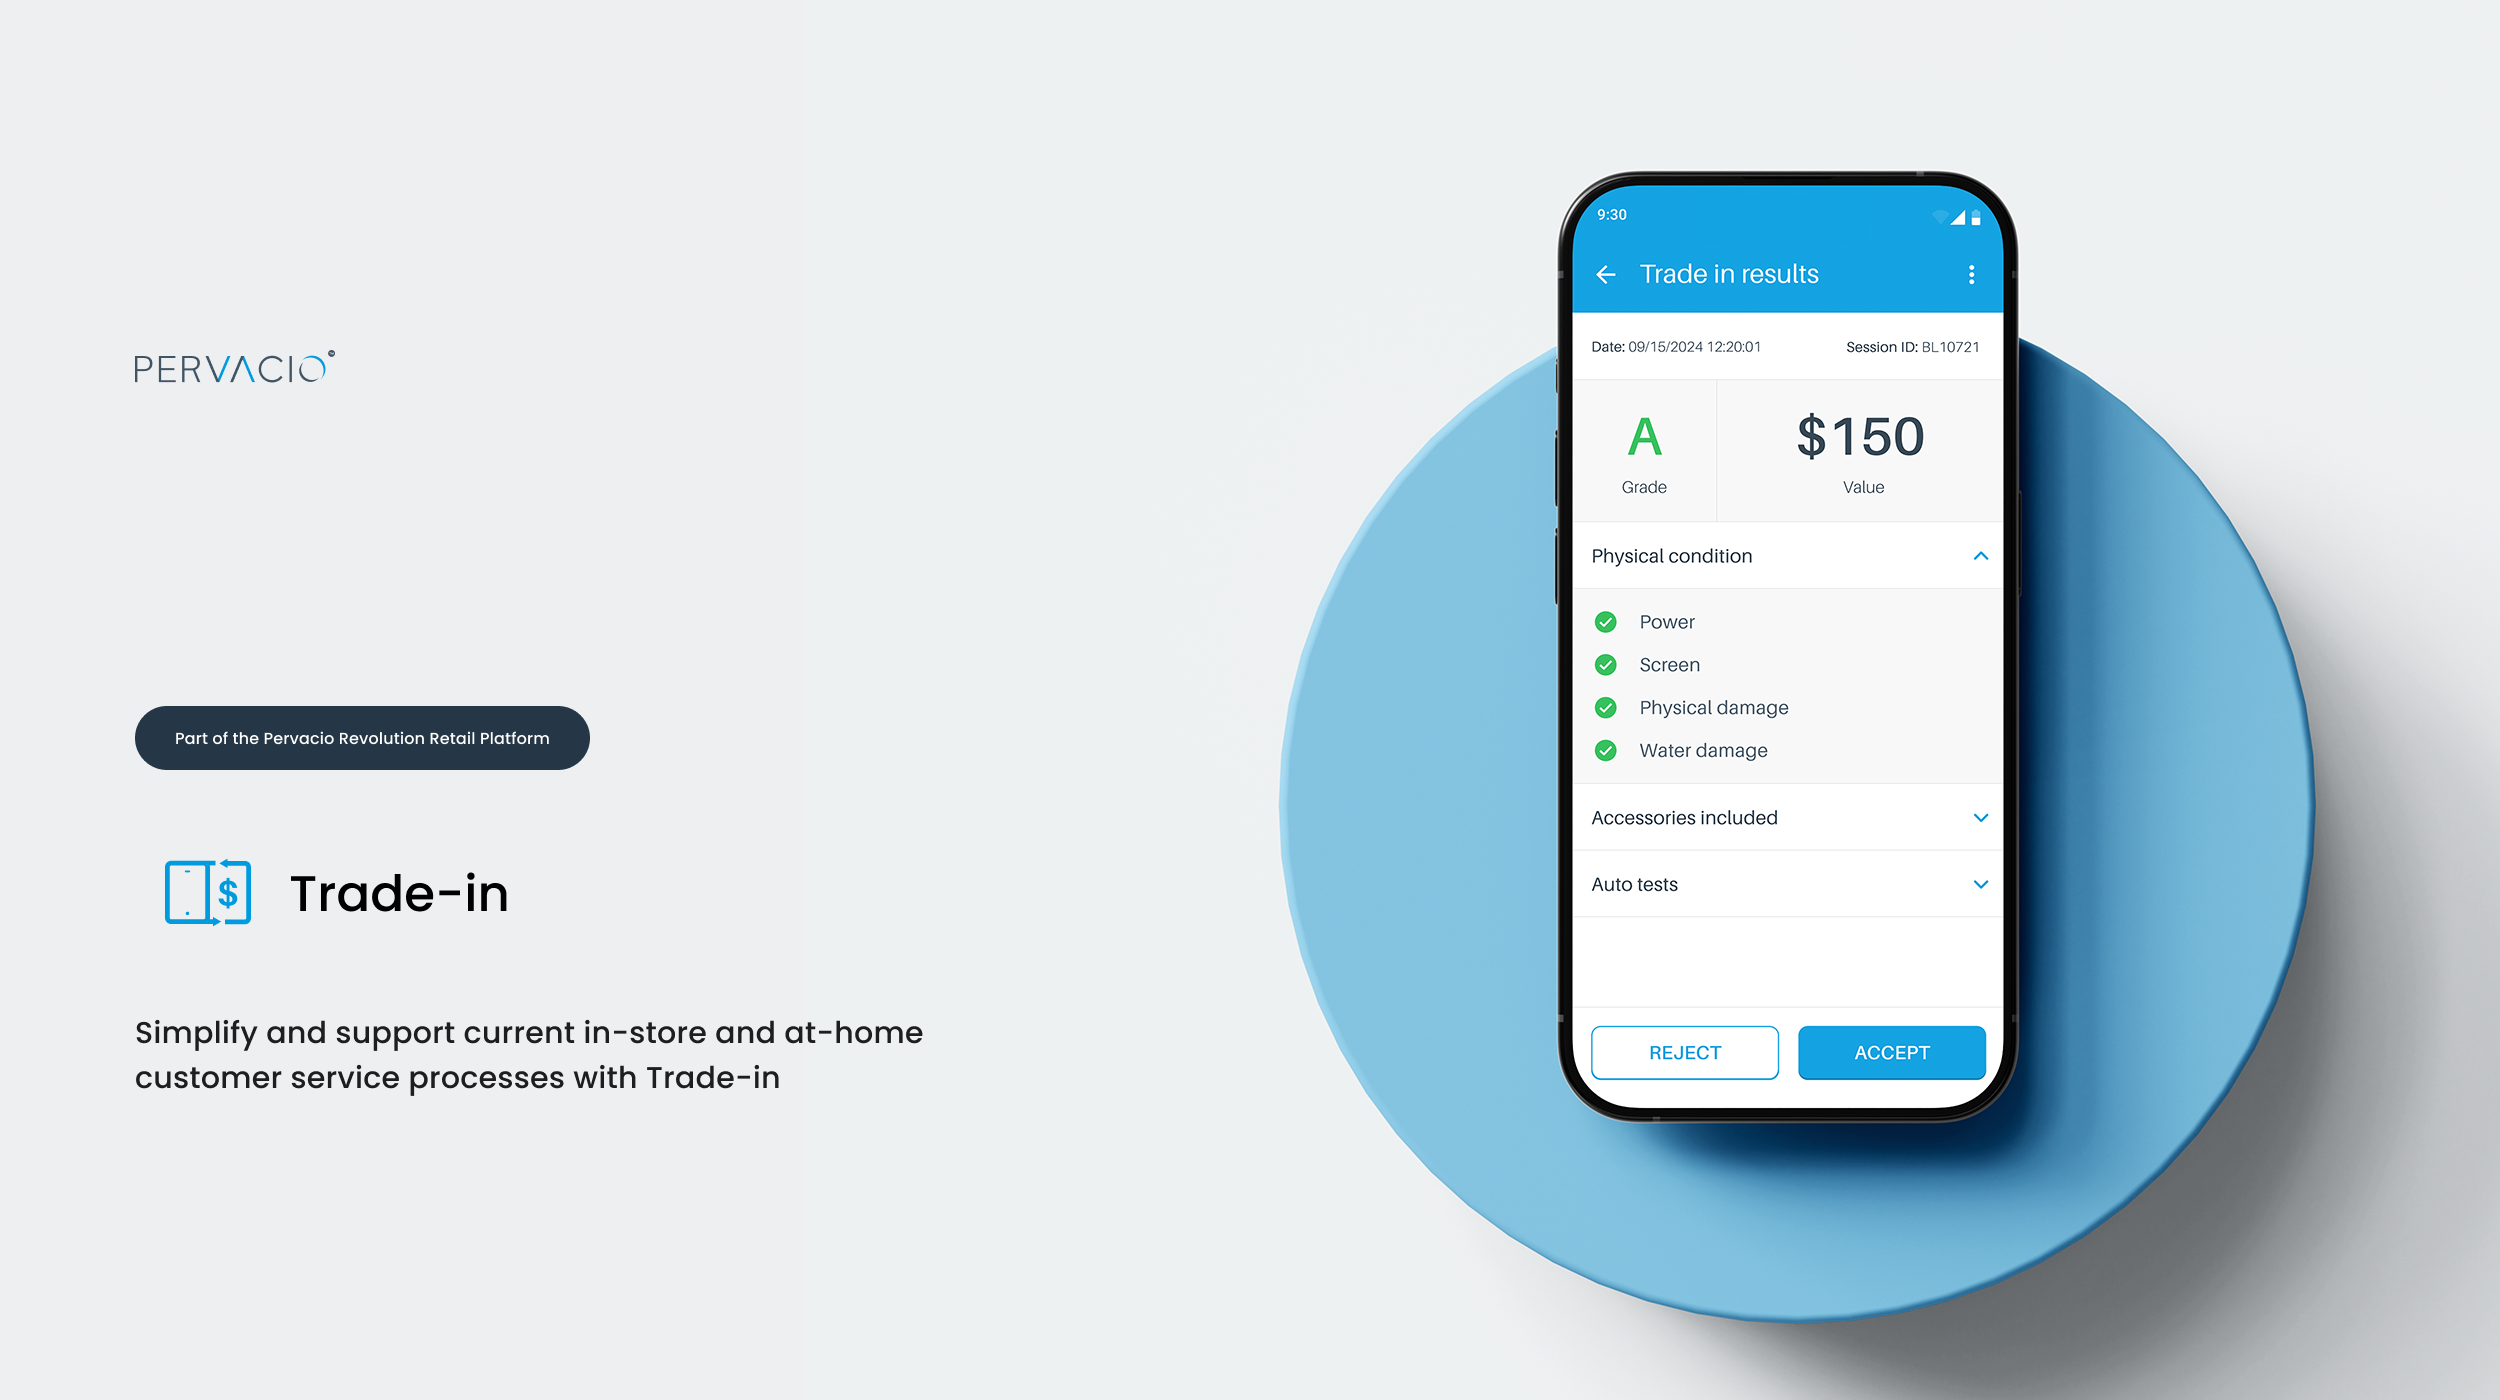 PERVACIO
Part of the Pervacio Revolution Retail Platform
$
Trade-in
Simplify and support current in-store and at-home
customer service processes with Trade-in
9:30
Trade in results
Date: 09/15/2024 12:20:01 Session ID: BL10721
A $150
Grade Value
Physical condition
Power
Screen
Physical damage
Water damage
Accessories included
Auto tests
REJECT ACCEPT